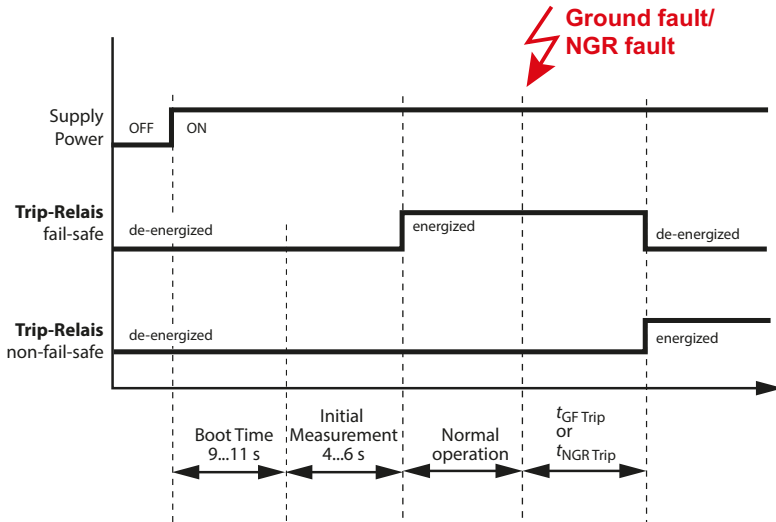 Ground fault/
NGR fault
Supply
Power
OFF
ON
Trip-Relais
fail-safe
de-energized
energized
de-energized
Trip-Relais
non-fail-safe
de-energized
energized
Boot Time
9...11 s
Initial
Measurement
4...6 s
Normal
operation
tGF Trip
or
tNGR Trip